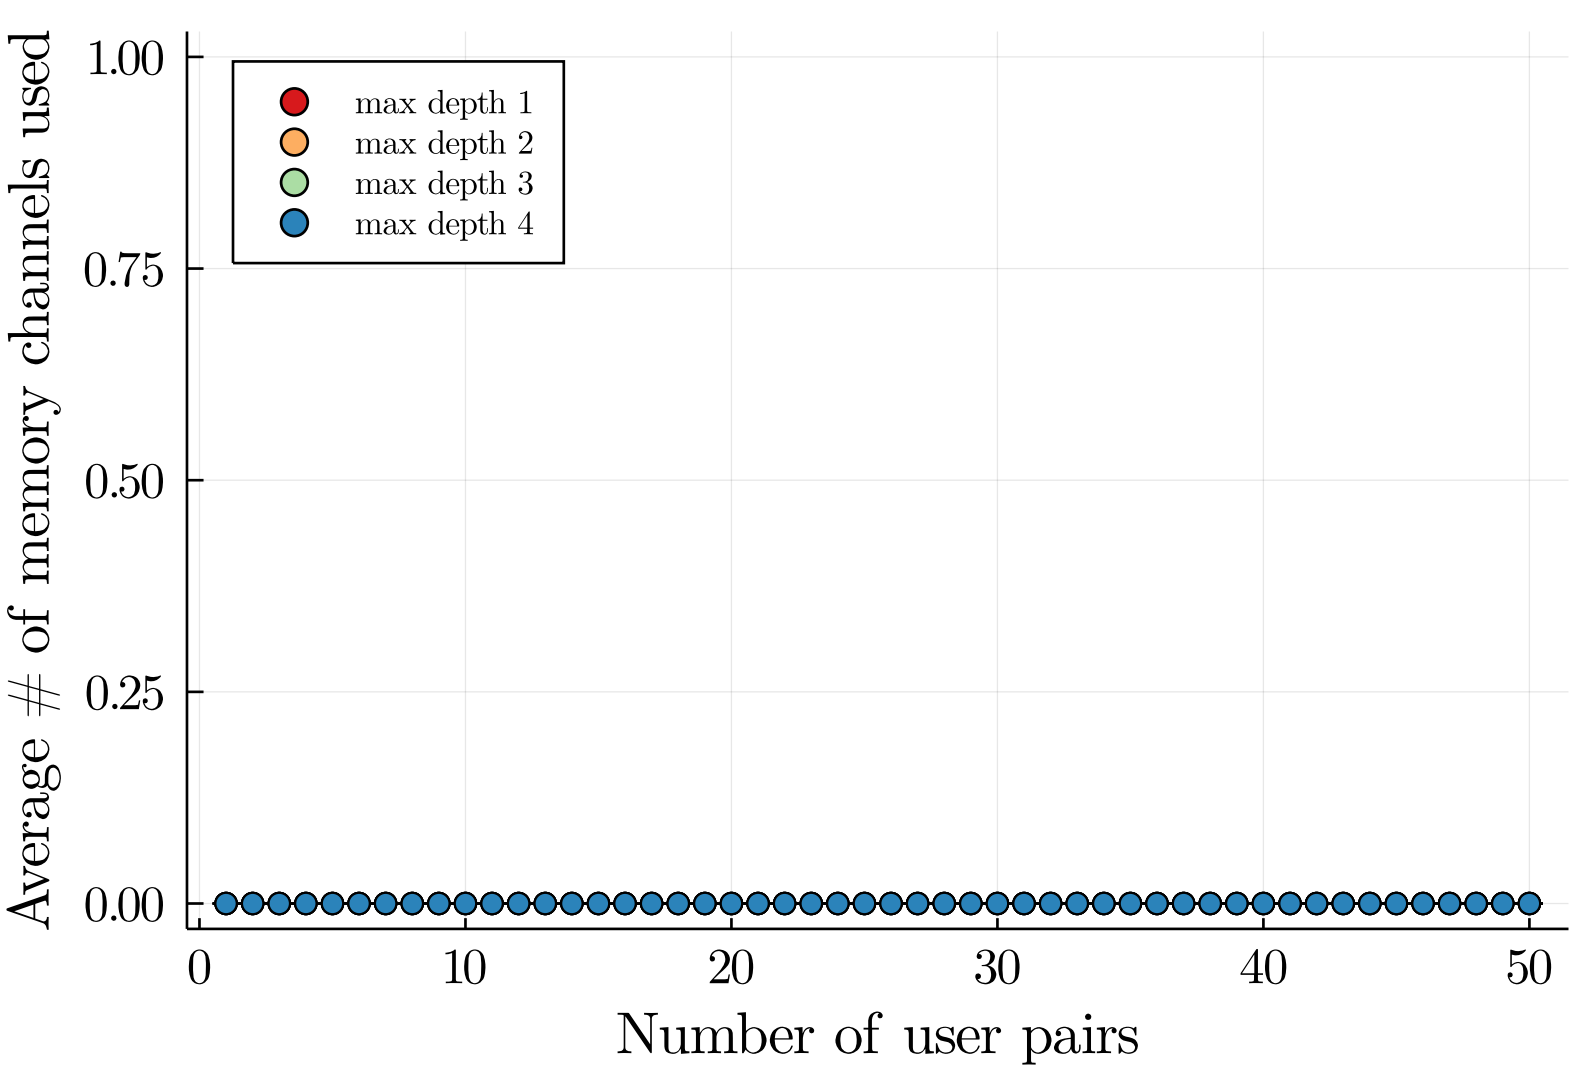 Average # of memory channels used
1.00
0.75
0.50
0.25
0.00
max depth 1
max depth 2
max depth 3
max depth 4
0 10 20 30 40 50
Number of user pairs